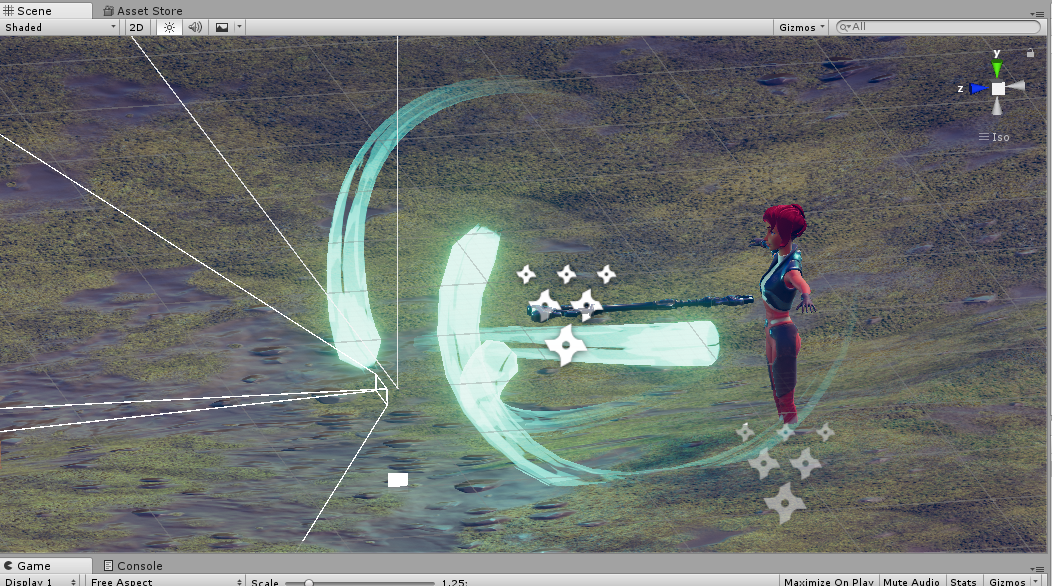 Scene Asset Store
Shaded 2D Gizmos All
y
z
Iso
Game Console
Display 1 Free Aspect Scale 1.25: Maximize On Play Mute Audio Stats Gizmos